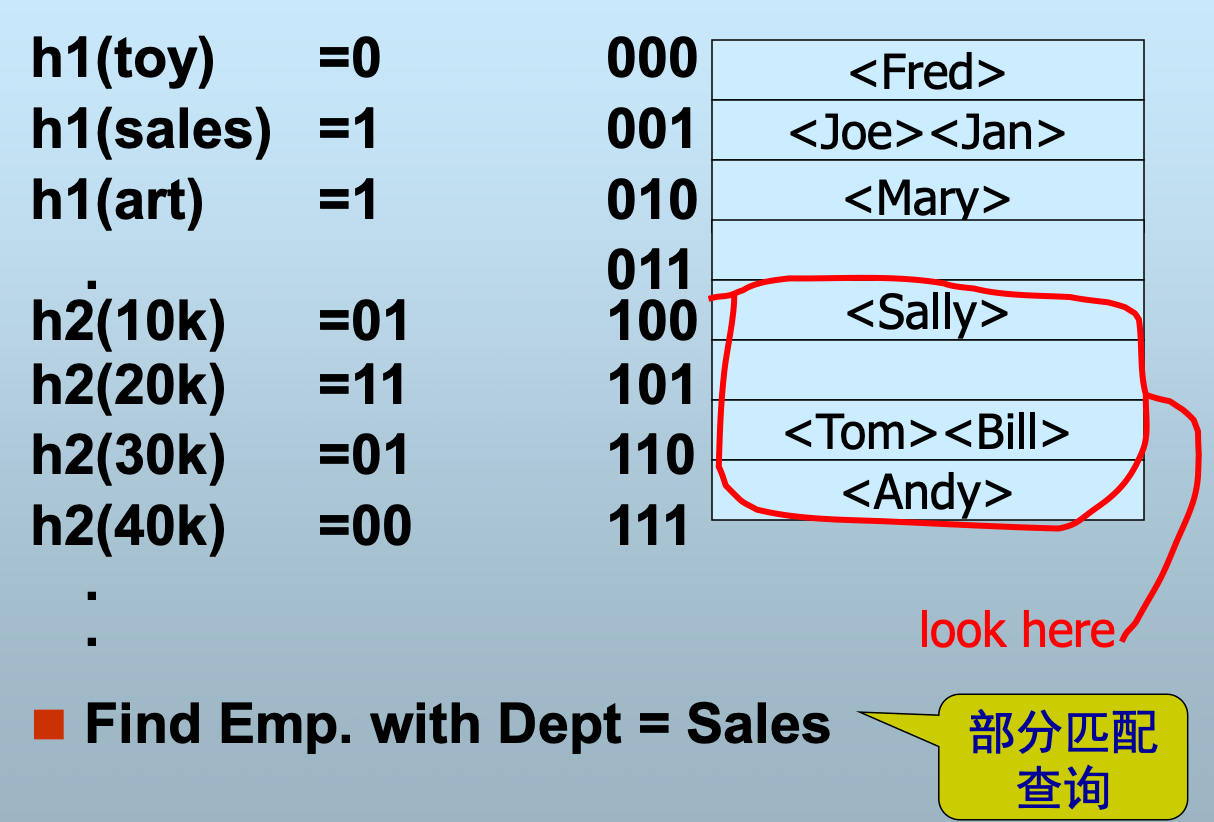 h1(toy) =0 000 <Fred>
h1(sales) =1 001 <Joe><Jan>
h1(art) =1 010 <Mary>
. 011
h2(10k) =01 100 <Sally>
h2(20k) =11 101
h2(30k) =01 110 <Tom><Bill>
h2(40k) =00 111 <Andy>
.
.
look here
Find Emp. with Dept = Sales
部分匹配
查询